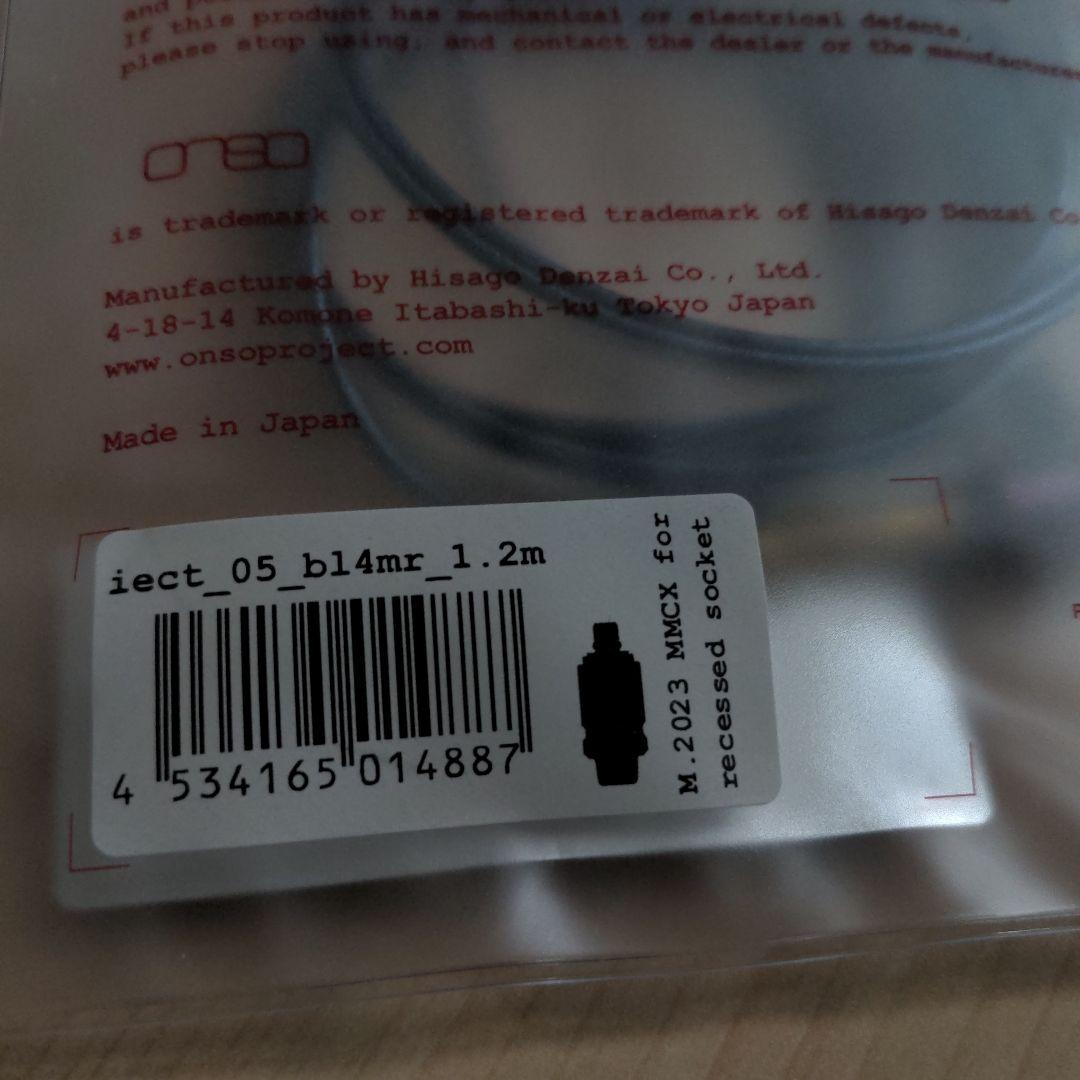 and
If this product has mechanical or electrical defects,
please stop using, and contact the dealer or the manufacturer
onso
is trademark or registered trademark of Hisago Denzai Co
Manufactured by Hisago Denzai Co., Ltd.
4-18-14 Komone Itabashi-ku Tokyo Japan
www.onsoproject.com
Made in Japan
iect_05_bl4mr_1.2m
4 534165 014887
M.2023 MMCX for
recessed socket